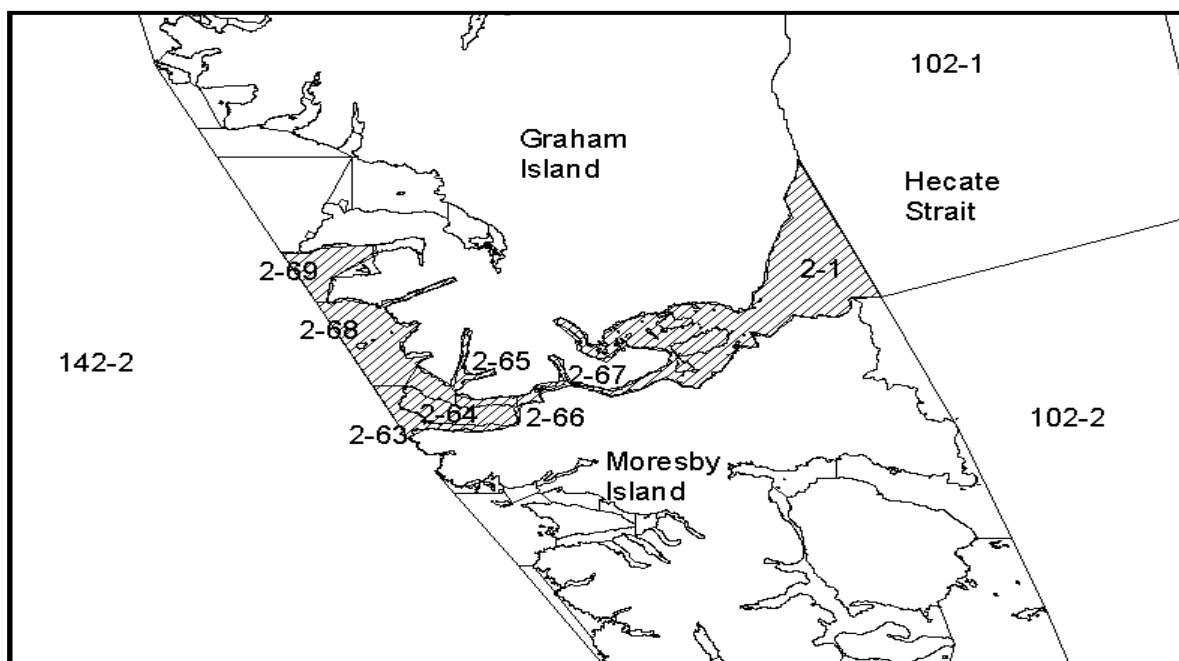 102-1
Graham
Island
Hecate
Strait
2-69
2-1
2-68
142-2
2-65
2-67
2-64
2-66
102-2
2-63
Moresby
Island